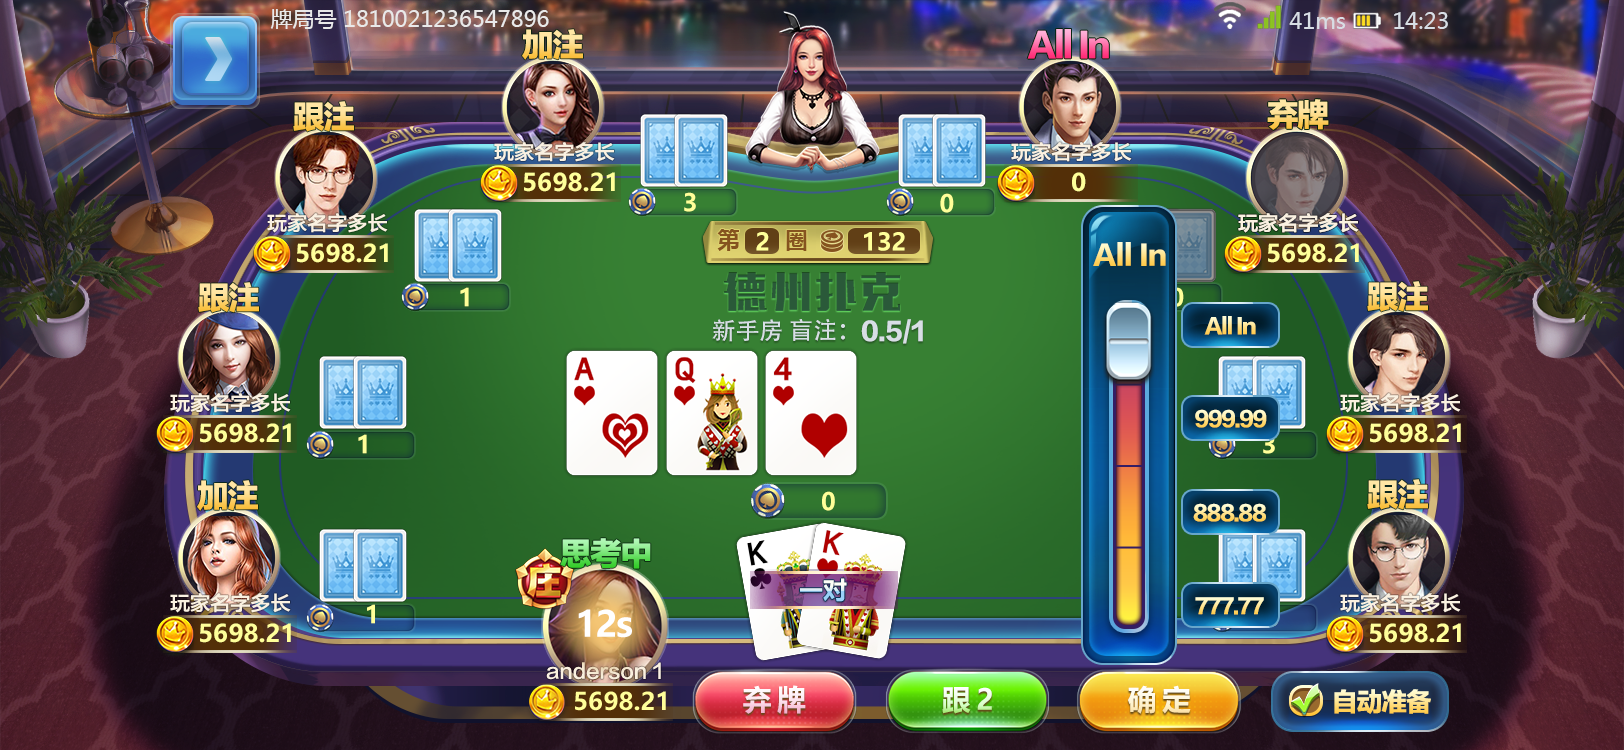 牌局号 1810021236547896
41ms
14:23
加注
All In
玩家名字多长
5698.21
3
玩家名字多长
0
0
跟注
玩家名字多长
5698.21
1
弃牌
玩家名字多长
5698.21
0
第 2 圈 132
德州扑克
新手房 盲注：0.5/1
All In
All In
999.99
888.88
777.77
跟注
玩家名字多长
5698.21
1
跟注
玩家名字多长
5698.21
3
A
Q
4
0
加注
玩家名字多长
5698.21
1
跟注
玩家名字多长
5698.21
思考中
庄
12s
anderson 1
5698.21
K
K
一对
弃牌
跟 2
确定
自动准备